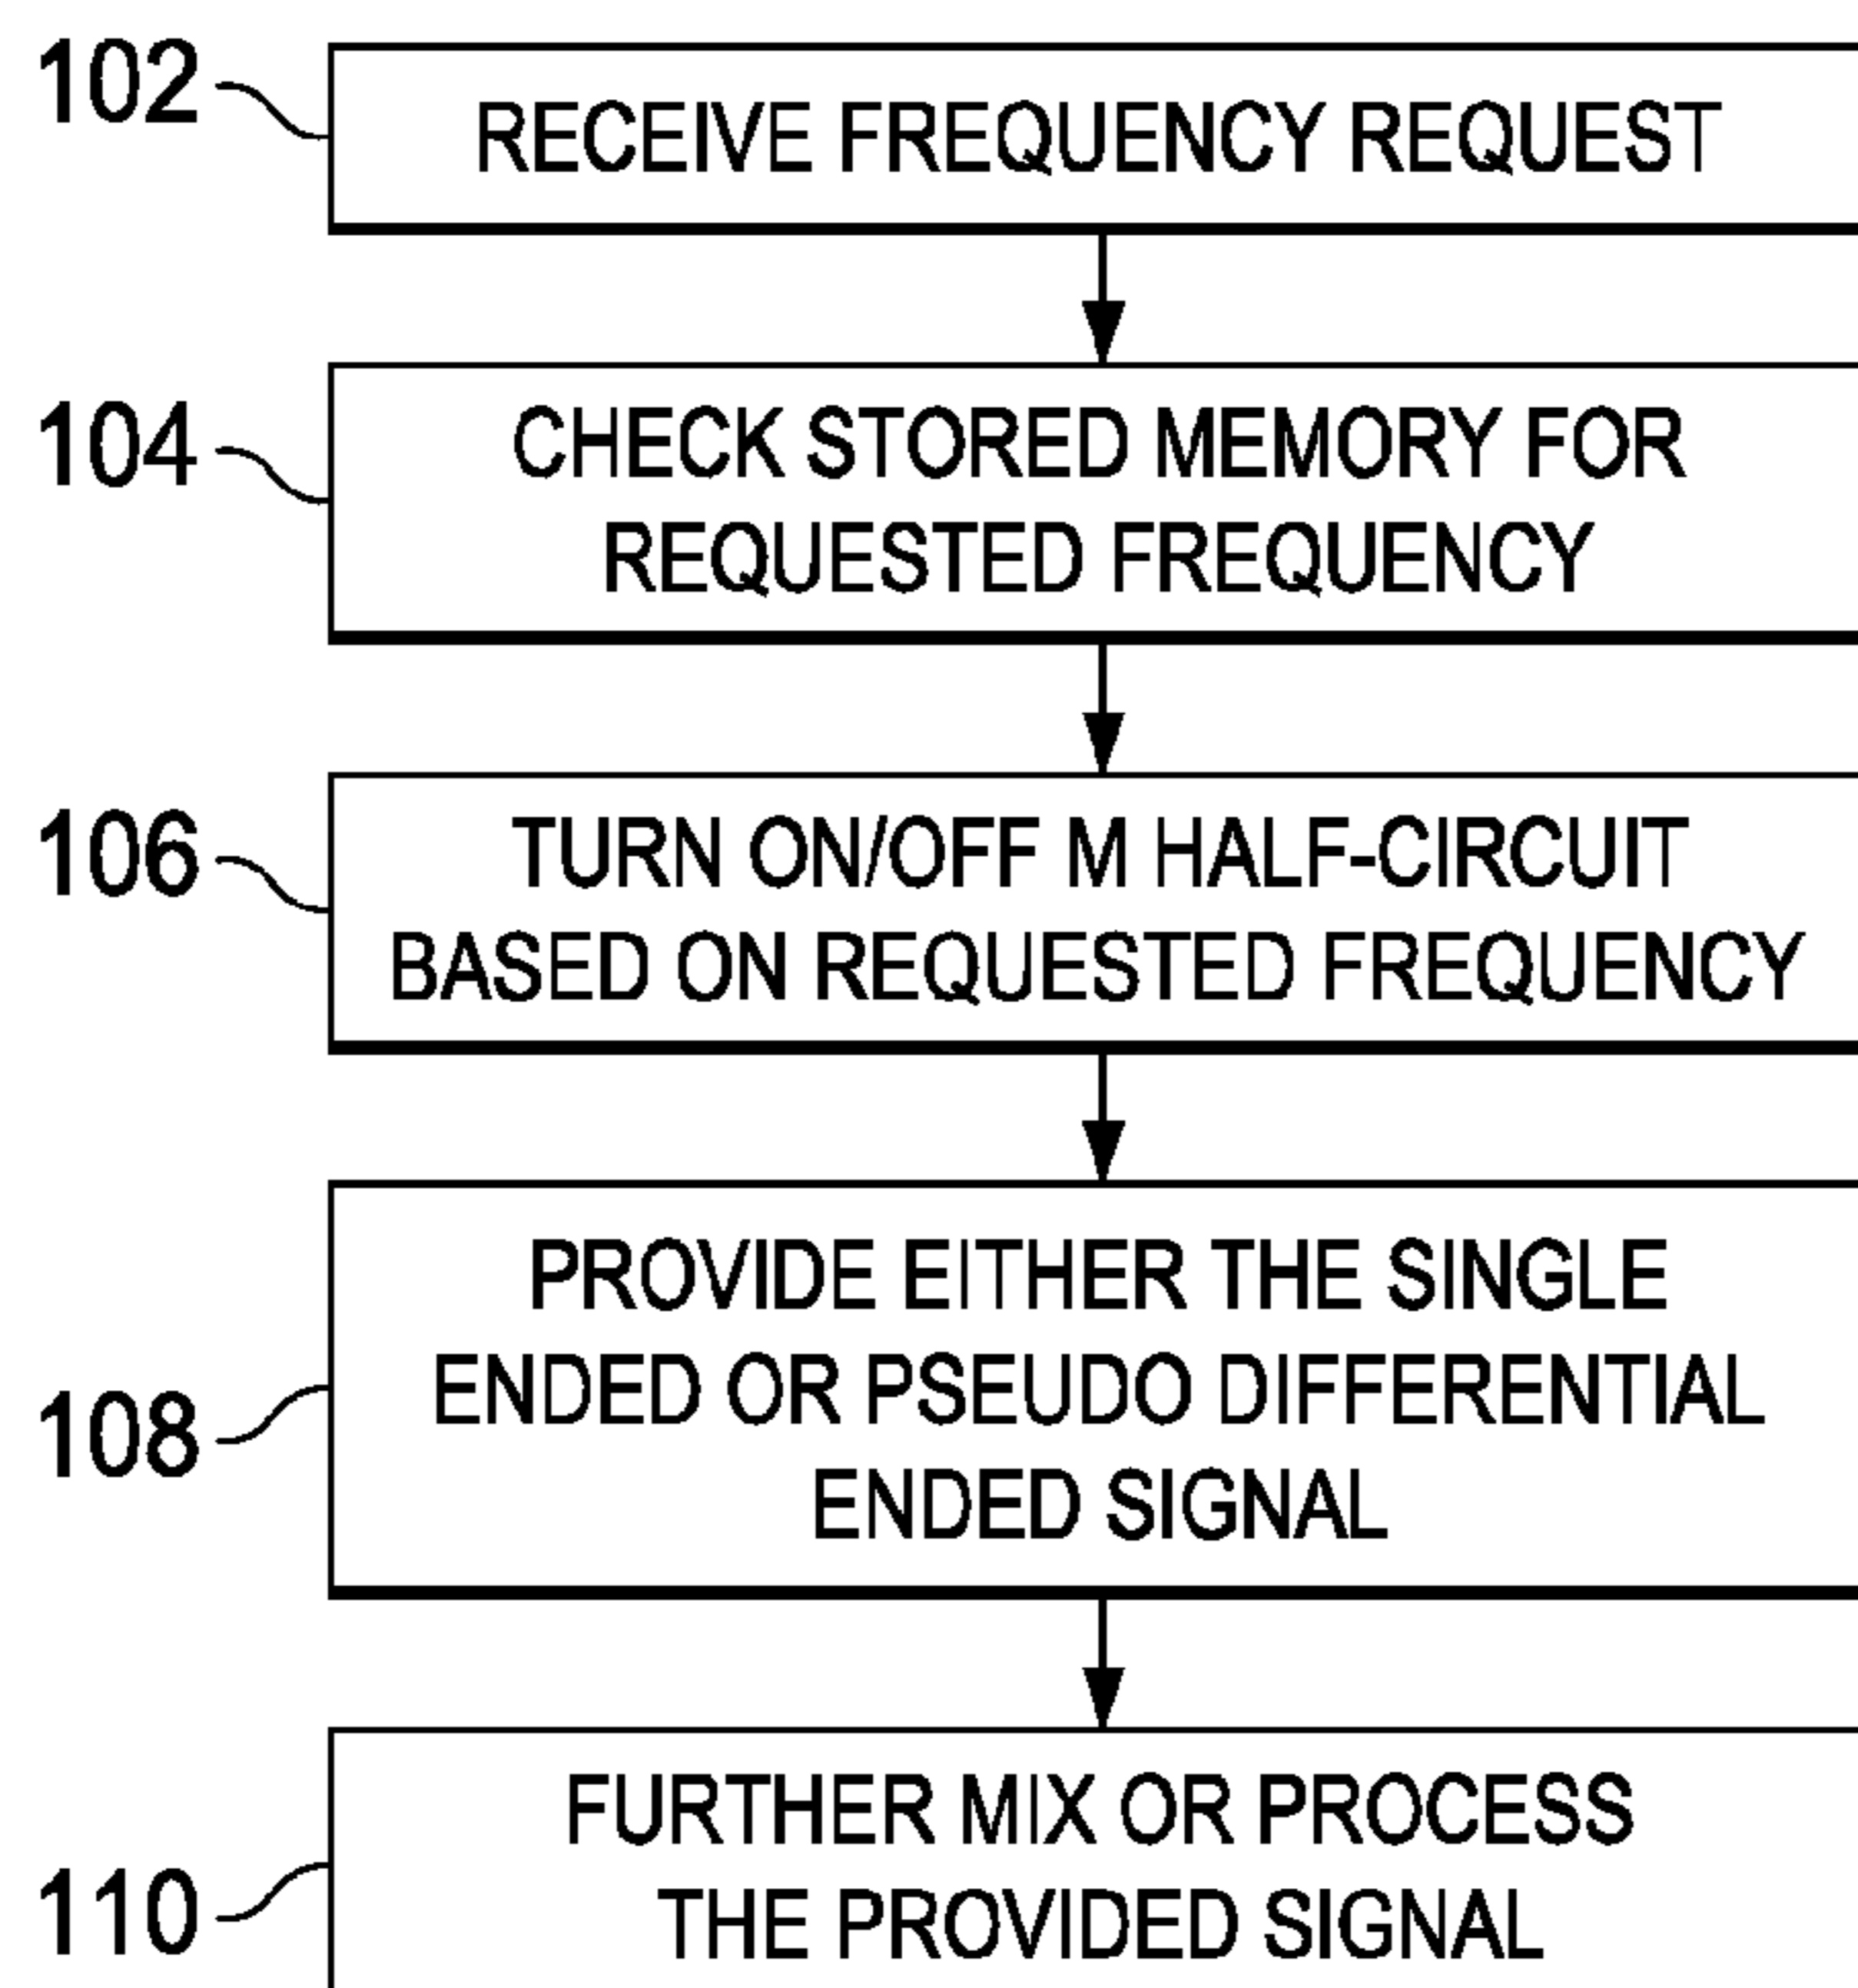 102
RECEIVE FREQUENCY REQUEST
104
CHECK STORED MEMORY FOR
REQUESTED FREQUENCY
106
TURN ON/OFF M HALF-CIRCUIT
BASED ON REQUESTED FREQUENCY
108
PROVIDE EITHER THE SINGLE
ENDED OR PSEUDO DIFFERENTIAL
ENDED SIGNAL
110
FURTHER MIX OR PROCESS
THE PROVIDED SIGNAL